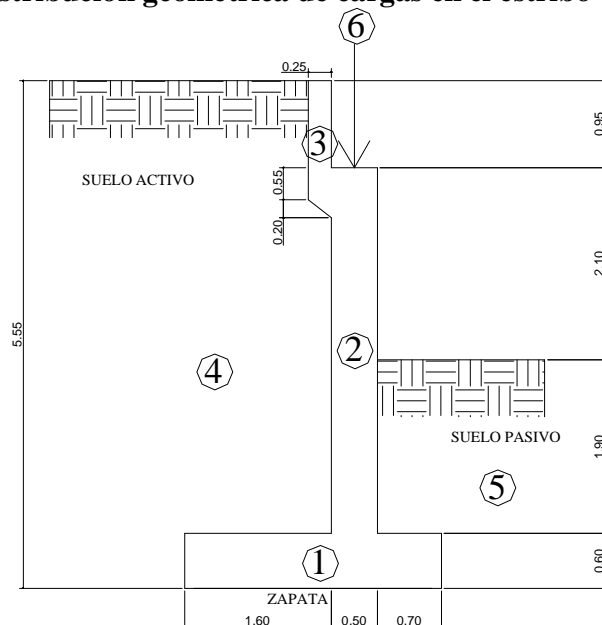 stribución geométrica de cargas en el estribo
6
0.25
0.95
3
SUELO ACTIVO
0.55
0.20
2.10
5.55
2
4
SUELO PASIVO
1.90
5
1
0.60
ZAPATA
1.60 0.50 0.70